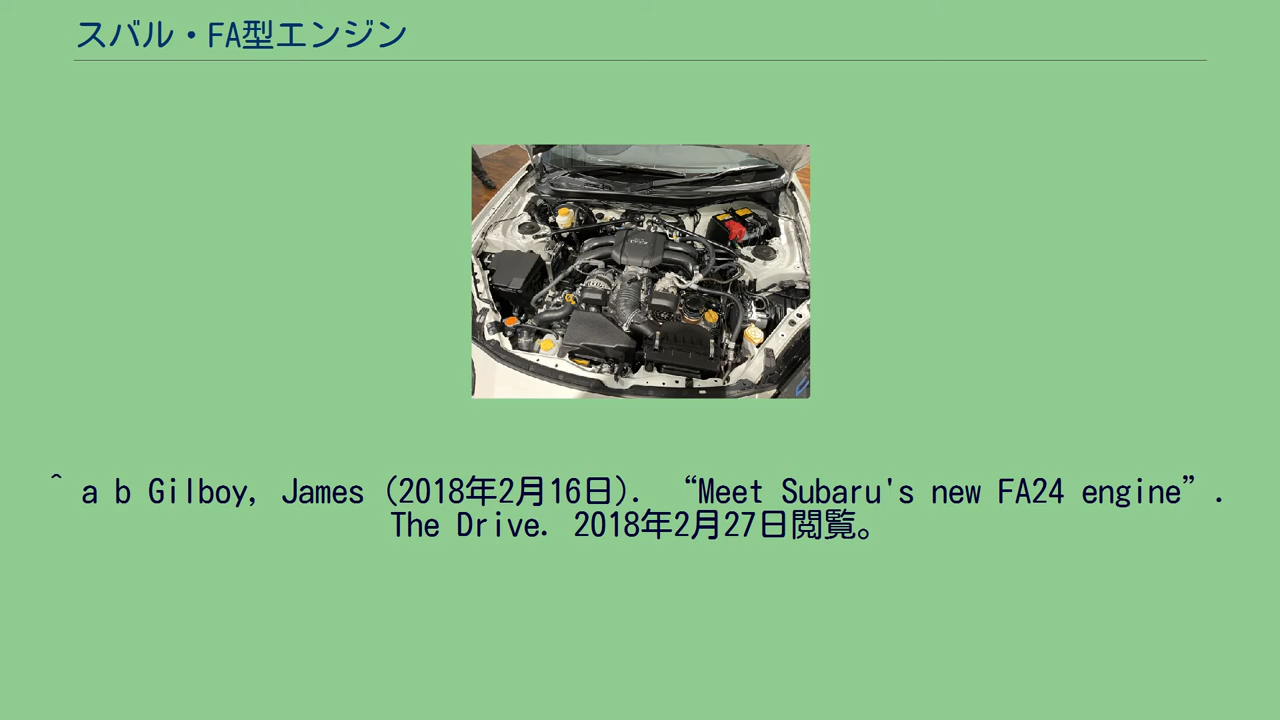 スバル・FA型エンジン
^ a b Gilboy, James (2018年2月16日). “Meet Subaru's new FA24 engine”.
The Drive. 2018年2月27日閲覧。